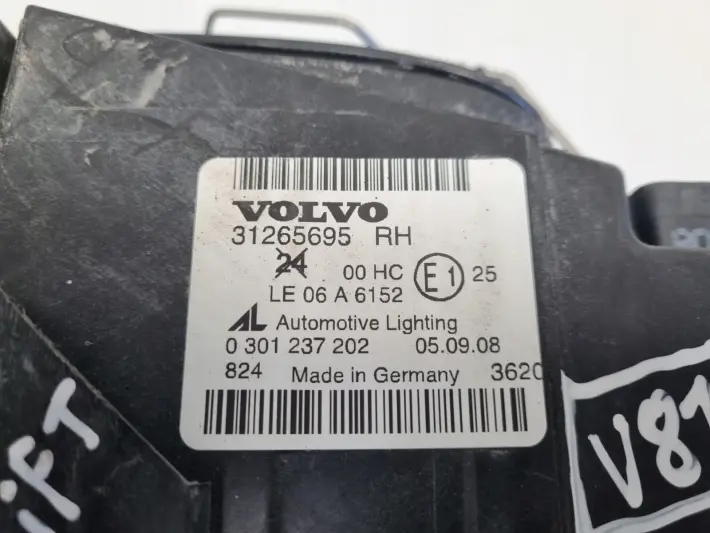 VOLVO
31265695 RH
24 00 HC E1 25
LE 06 A 6152
AL Automotive Lighting
0 301 237 202 05.09.08
824 Made in Germany 3620
iFT
V81